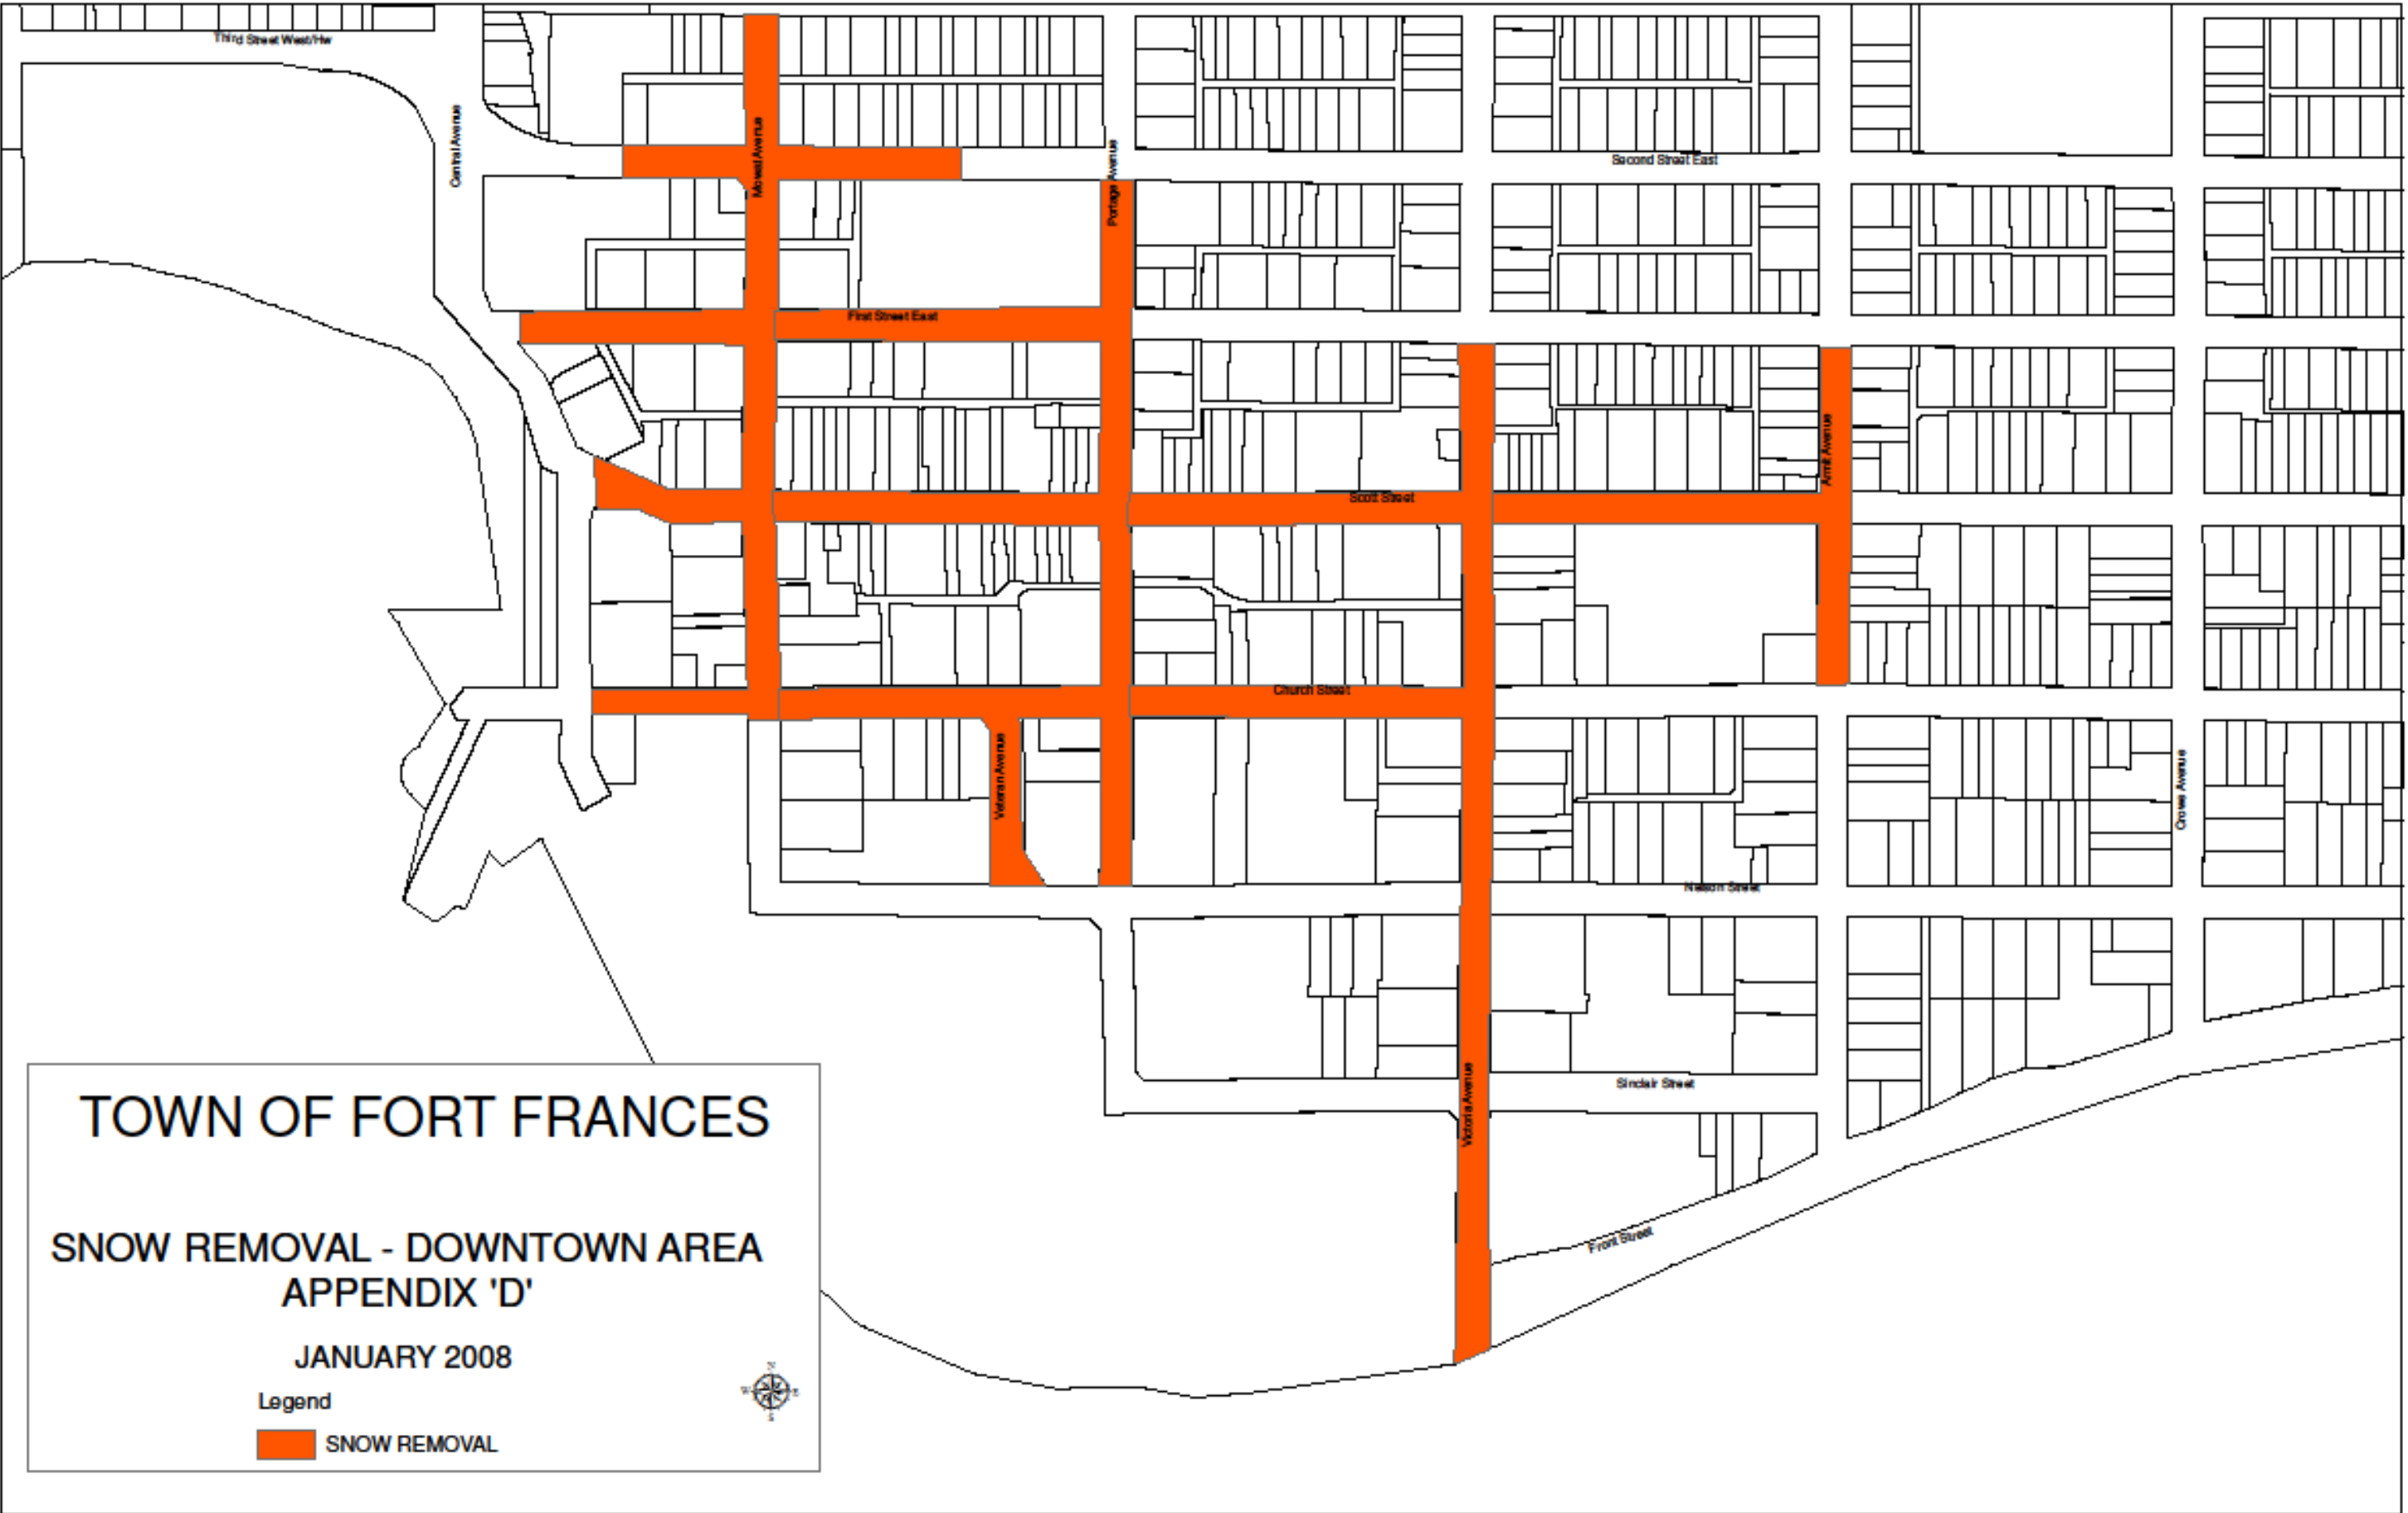 Third Street West/Hw
Central Avenue
Mowat Avenue
Portage Avenue
Second Street East
First Street East
Armit Avenue
Scott Street
Church Street
Veteran Avenue
Crowe Avenue
Nelson Street
Sinclair Street
Victoria Avenue
Front Street
TOWN OF FORT FRANCES
SNOW REMOVAL - DOWNTOWN AREA
APPENDIX 'D'
JANUARY 2008
Legend
SNOW REMOVAL
N
W E
S